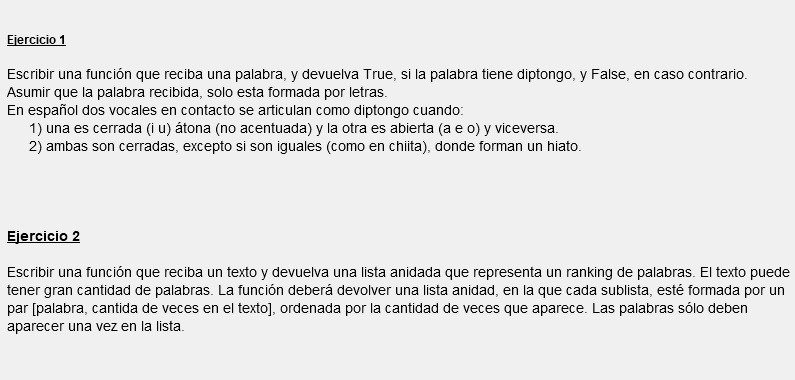 Ejercicio 1
Escribir una función que reciba una palabra, y devuelva True, si la palabra tiene diptongo, y False, en caso contrario.
Asumir que la palabra recibida, solo esta formada por letras.
En español dos vocales en contacto se articulan como diptongo cuando:
1) una es cerrada (i u) átona (no acentuada) y la otra es abierta (a e o) y viceversa.
2) ambas son cerradas, excepto si son iguales (como en chiita), donde forman un hiato.
Ejercicio 2
Escribir una función que reciba un texto y devuelva una lista anidada que representa un ranking de palabras. El texto puede
tener gran cantidad de palabras. La función deberá devolver una lista anidad, en la que cada sublista, esté formada por un
par [palabra, cantida de veces en el texto], ordenada por la cantidad de veces que aparece. Las palabras sólo deben
aparecer una vez en la lista.